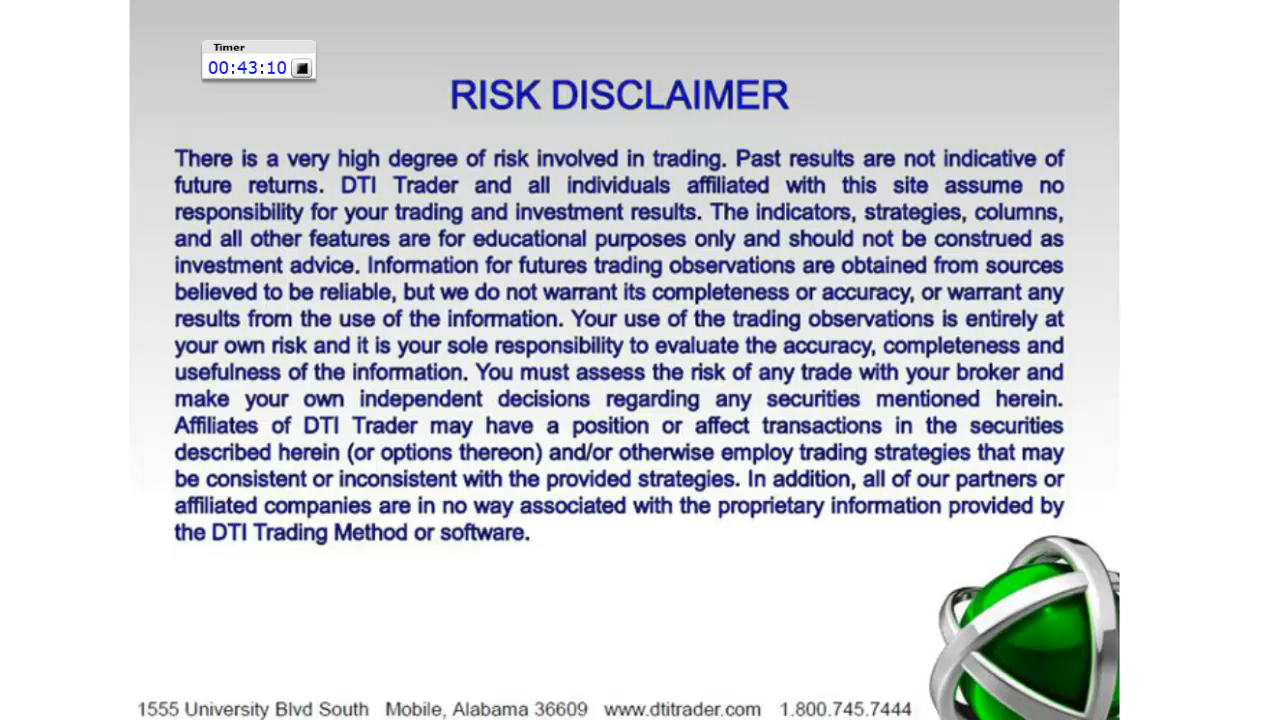 Timer
00:43:10
RISK DISCLAIMER
There is a very high degree of risk involved in trading. Past results are not indicative of
future returns. DTI Trader and all individuals affiliated with this site assume no
responsibility for your trading and investment results. The indicators, strategies, columns,
and all other features are for educational purposes only and should not be construed as
investment advice. Information for futures trading observations are obtained from sources
believed to be reliable, but we do not warrant its completeness or accuracy, or warrant any
results from the use of the information. Your use of the trading observations is entirely at
your own risk and it is your sole responsibility to evaluate the accuracy, completeness and
usefulness of the information. You must assess the risk of any trade with your broker and
make your own independent decisions regarding any securities mentioned herein.
Affiliates of DTI Trader may have a position or affect transactions in the securities
described herein (or options thereon) and/or otherwise employ trading strategies that may
be consistent or inconsistent with the provided strategies. In addition, all of our partners or
affiliated companies are in no way associated with the proprietary information provided by
the DTI Trading Method or software.
1555 University Blvd South Mobile, Alabama 36609 www.dtitrader.com 1.800.745.7444